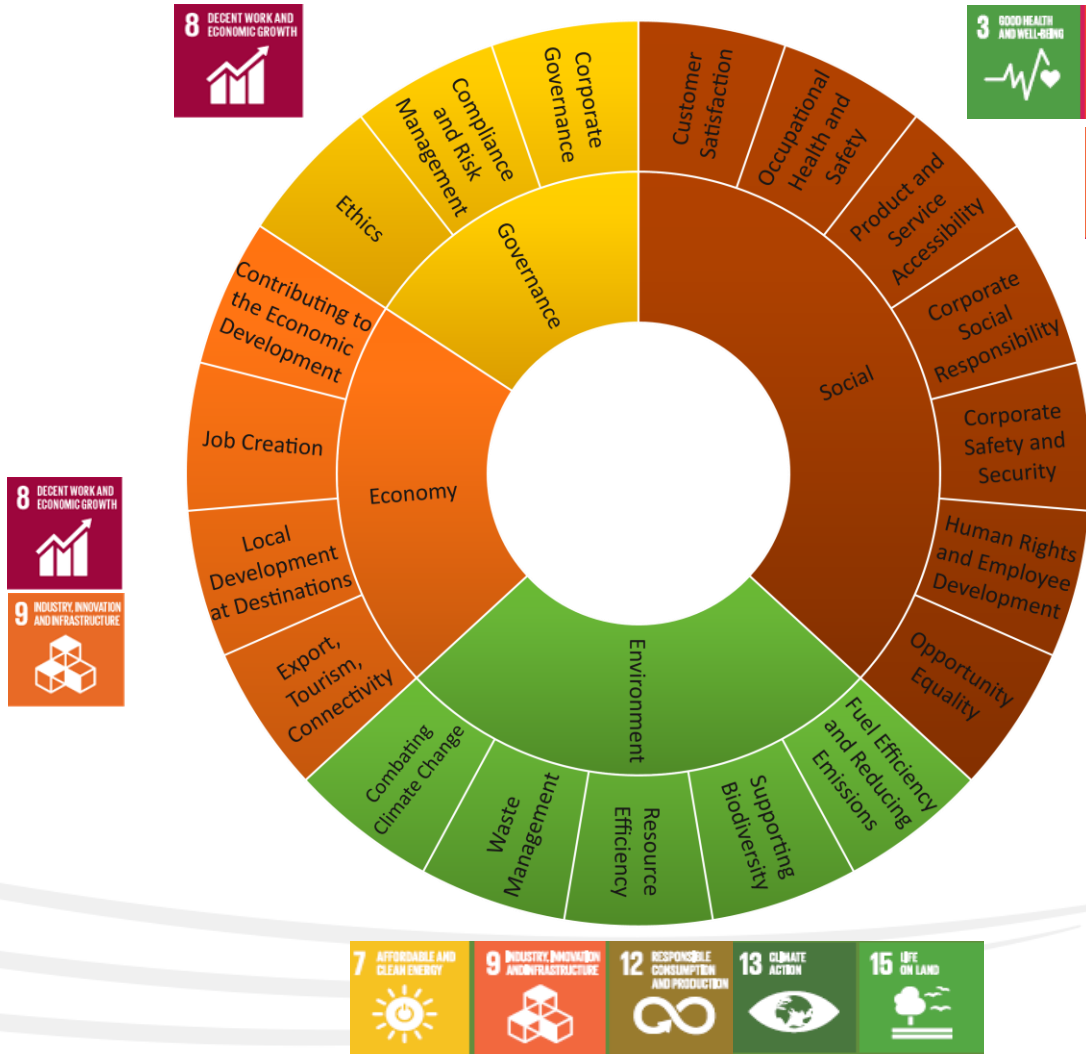 8 DECENT WORK AND
ECONOMIC GROWTH
3 GOOD HEALTH
AND WELL-BEING
Corporate
Governance
Compliance
and Risk
Management
Ethics
Governance
Customer
Satisfaction
Occupational
Health and
Safety
Product and
Service
Accessibility
Corporate
Social
Responsibility
Corporate
Safety and
Security
Human Rights
and Employee
Development
Opportunity
Equality
Social
Contributing to
the Economic
Development
Job Creation
Local
Development
at Destinations
Export,
Tourism,
Connectivity
Economy
8 DECENT WORK AND
ECONOMIC GROWTH
9 INDUSTRY, INNOVATION
AND INFRASTRUCTURE
Environment
Combating
Climate Change
Waste
Management
Resource
Efficiency
Supporting
Biodiversity
Fuel Efficiency
and Reducing
Emissions
7 AFFORDABLE AND
CLEAN ENERGY
9 INDUSTRY, INNOVATION
AND INFRASTRUCTURE
12 RESPONSIBLE
CONSUMPTION
AND PRODUCTION
13 CLIMATE
ACTION
15 LIFE
ON LAND